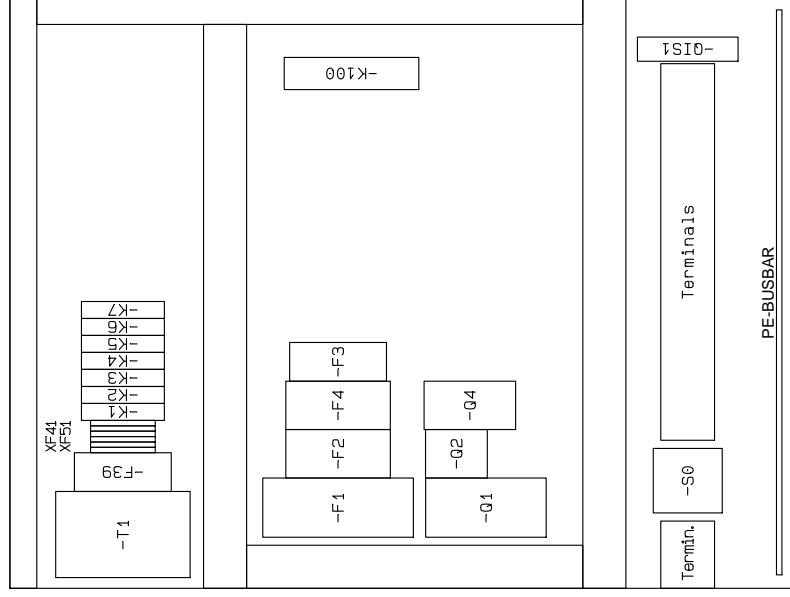 -QIS1
-K100
Terminals
PE-BUSBAR
-K7
-K6
-K5
-K4
-K3
-K2
-K1
XF41
XF51
-F39
-T1
-F3
-F4
-F2
-F1
-Q4
-Q2
-Q1
-S0
Termin.